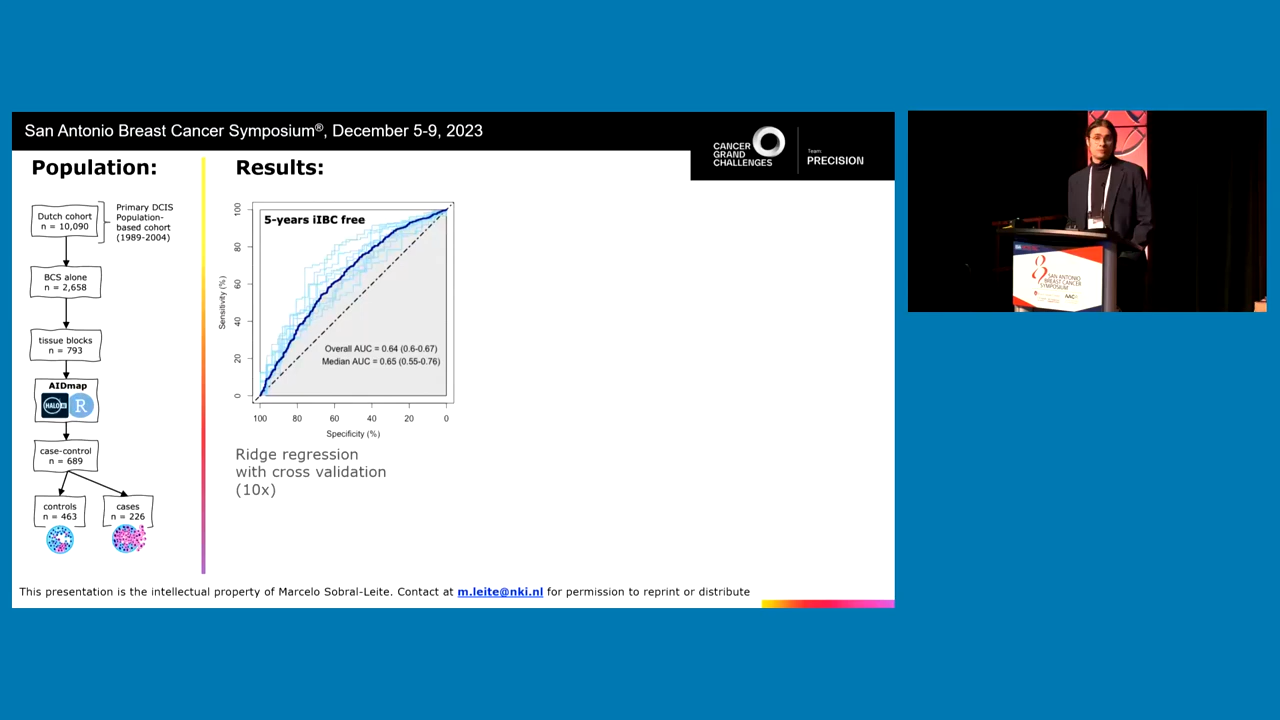 San Antonio Breast Cancer Symposium®, December 5-9, 2023
CANCER
GRAND
CHALLENGES
Team
PRECISION
Population:
Dutch cohort
n = 10,090
Primary DCIS
Population-
based cohort
(1989-2004)
BCS alone
n = 2,658
tissue blocks
n = 793
AIDmap
HALO AI
R
case-control
n = 689
controls
n = 463
cases
n = 226
Results:
5-years iIBC free
Sensitivity (%)
100
80
60
40
20
0
Overall AUC = 0.64 (0.6-0.67)
Median AUC = 0.65 (0.55-0.76)
100 80 60 40 20 0
Specificity (%)
Ridge regression
with cross validation
(10x)
This presentation is the intellectual property of Marcelo Sobral-Leite. Contact at m.leite@nki.nl for permission to reprint or distribute
SAN ANTONIO
BREAST CANCER
SYMPOSIUM